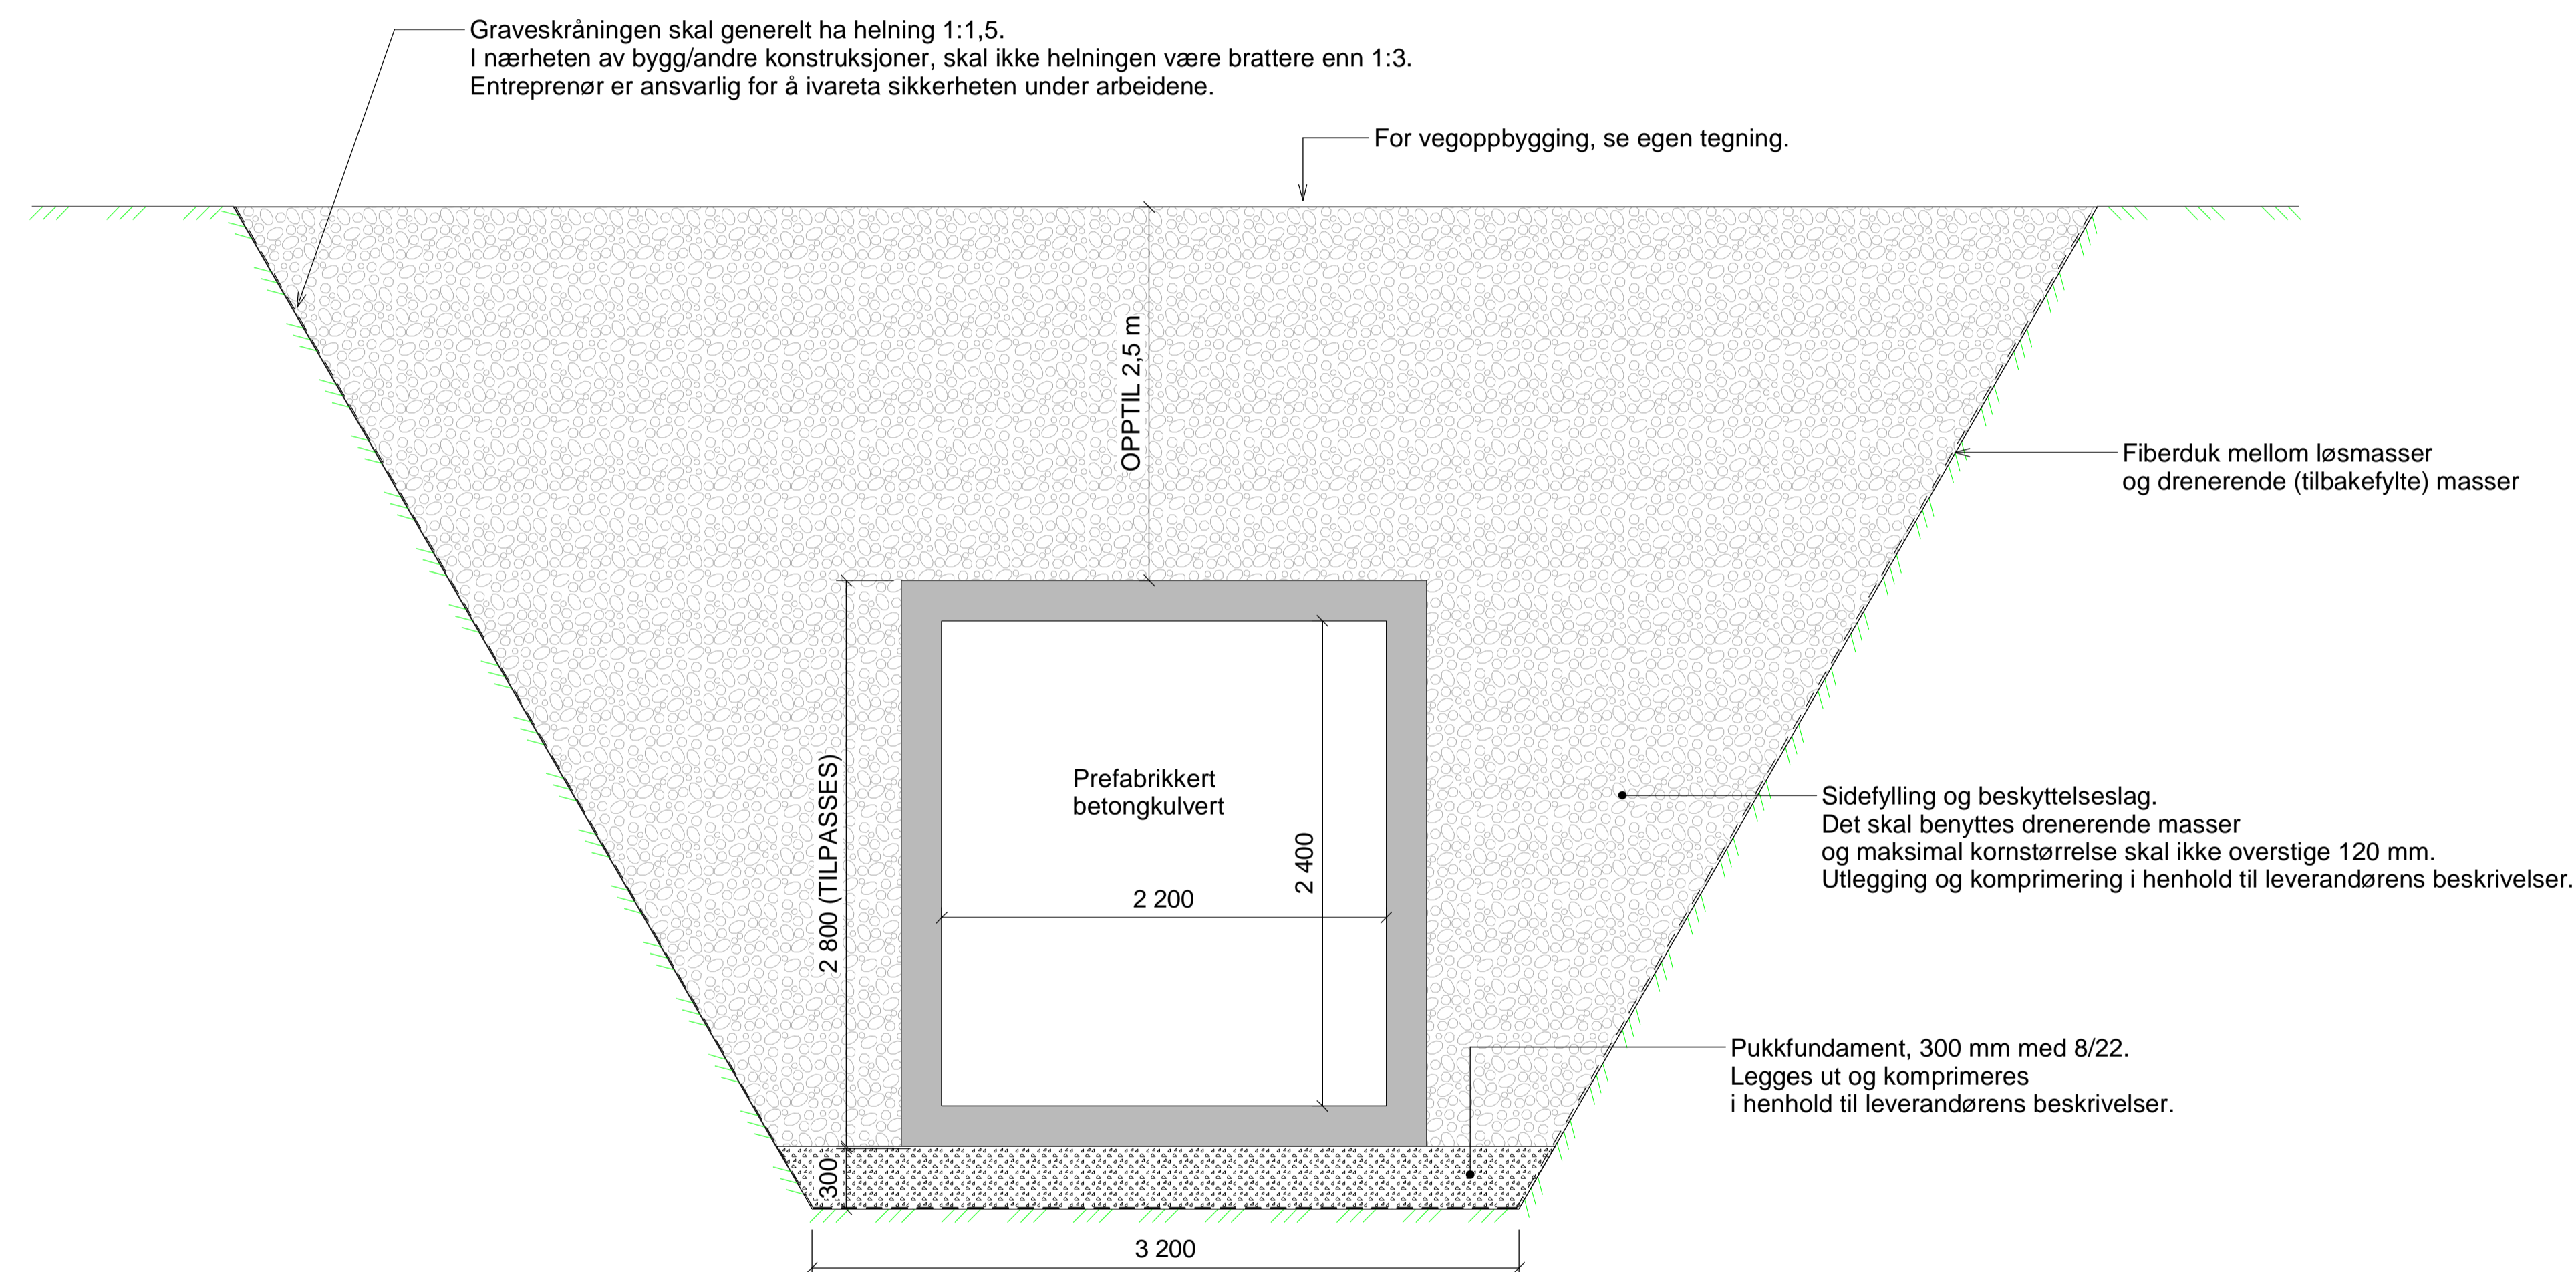 Graveskråningen skal generelt ha helning 1:1,5.
I nærheten av bygg/andre konstruksjoner, skal ikke helningen være brattere enn 1:3.
Entreprenør er ansvarlig for å ivareta sikkerheten under arbeidene.
For vegoppbygging, se egen tegning.
OPPTIL 2,5 m
Fiberduk mellom løsmasser
og drenerende (tilbakefylte) masser
Prefabrikkert
betongkulvert
2 800 (TILPASSES)
2 400
2 200
Sidefylling og beskyttelseslag.
Det skal benyttes drenerende masser
og maksimal kornstørrelse skal ikke overstige 120 mm.
Utlegging og komprimering i henhold til leverandørens beskrivelser.
Pukkfundament, 300 mm med 8/22.
Legges ut og komprimeres
i henhold til leverandørens beskrivelser.
300
3 200